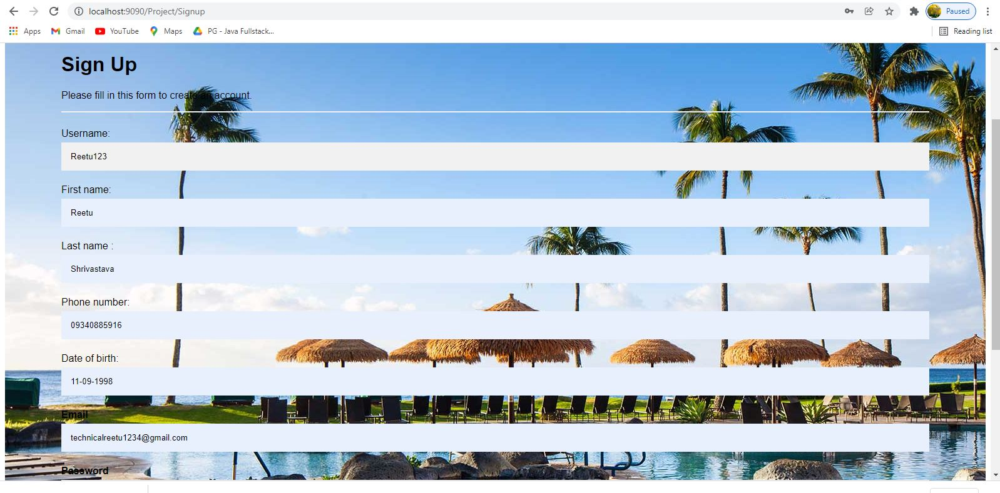 localhost:9090/Project/Signup
Paused
Apps Gmail YouTube Maps PG - Java Fullstack...
Reading list
Sign Up
Please fill in this form to create an account.
Username:
Reetu123
First name:
Reetu
Last name :
Shrivastava
Phone number:
09340885916
Date of birth:
11-09-1998
Email
technicalreetu1234@gmail.com
Password